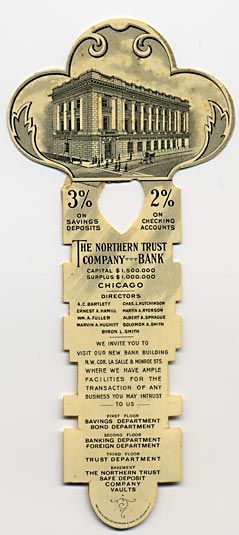 3%
ON
SAVINGS
DEPOSITS
2%
ON
CHECKING
ACCOUNTS
THE NORTHERN TRUST
COMPANY BANK
CAPITAL $1,500,000
SURPLUS $1,000,000
CHICAGO
DIRECTORS
A.C. BARTLETT CHAS. L. HUTCHINSON
ERNEST A. HAMILL MARTIN A. RYERSON
WM. A. FULLER ALBERT A. SPRAGUE
MARVIN A. HUGHITT SOLOMON A. SMITH
BYRON L. SMITH
WE INVITE YOU TO
VISIT OUR NEW BANK BUILDING
N.W. COR. LA SALLE & MONROE STS.
WHERE WE HAVE AMPLE
FACILITIES FOR THE
TRANSACTION OF ANY
BUSINESS YOU MAY INTRUST
TO US
FIRST FLOOR
SAVINGS DEPARTMENT
BOND DEPARTMENT
SECOND FLOOR
BANKING DEPARTMENT
FOREIGN DEPARTMENT
THIRD FLOOR
TRUST DEPARTMENT
BASEMENT
THE NORTHERN TRUST
SAFE DEPOSIT
COMPANY
VAULTS